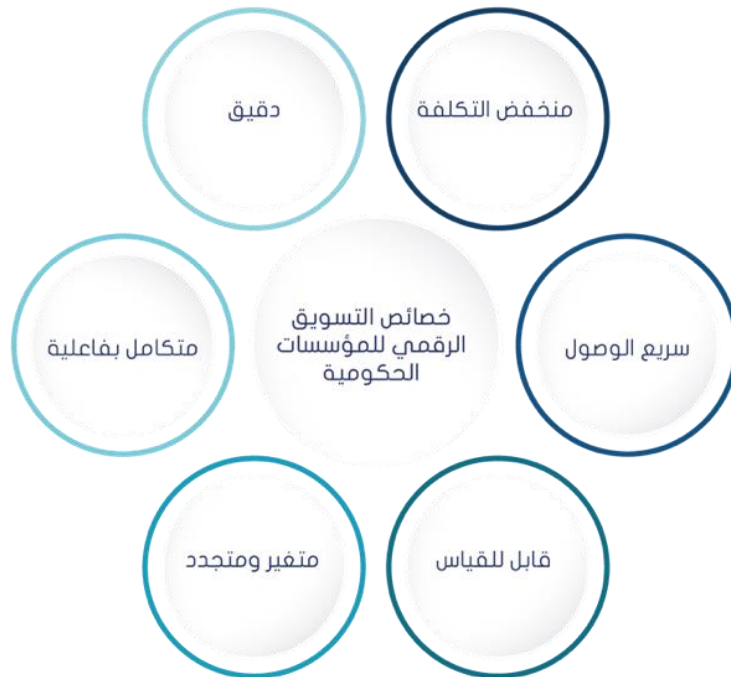 منخفض التكلفة
دقيق
سريع الوصول
خصائص التسويق
الرقمي للمؤسسات
الحكومية
متكامل بفاعلية
قابل للقياس
متغير ومتجدد